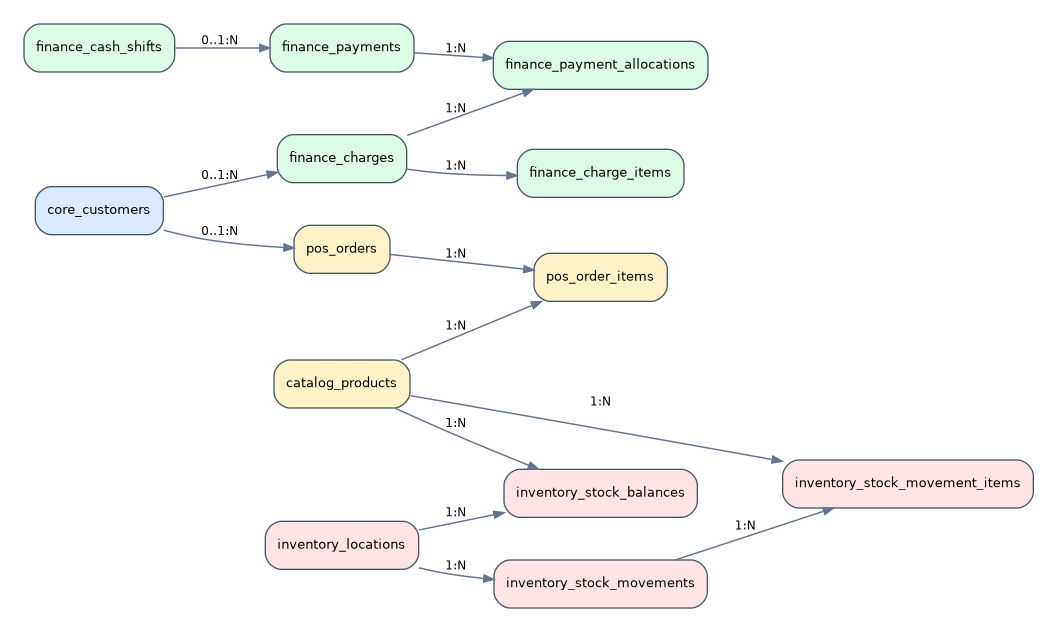 finance_cash_shifts
0..1:N
finance_payments
1:N
finance_payment_allocations
1:N
finance_charges
1:N
finance_charge_items
0..1:N
core_customers
0..1:N
pos_orders
1:N
pos_order_items
1:N
catalog_products
1:N
1:N
inventory_stock_movement_items
inventory_stock_balances
1:N
1:N
inventory_locations
1:N
inventory_stock_movements